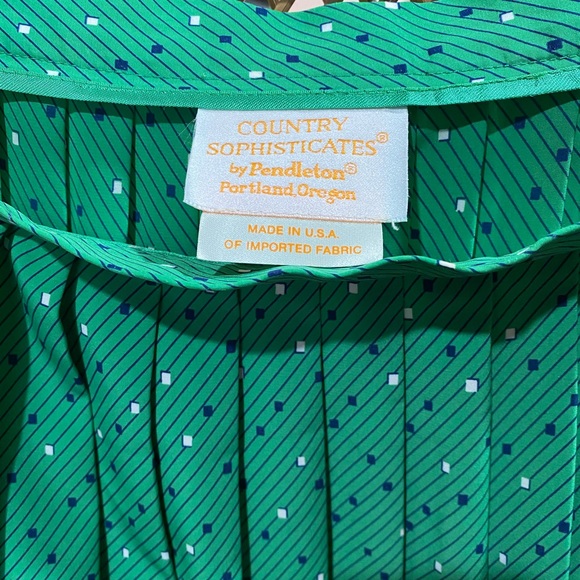 COUNTRY
SOPHISTICATES®
by Pendleton®
Portland, Oregon
MADE IN U.S.A.
OF IMPORTED FABRIC